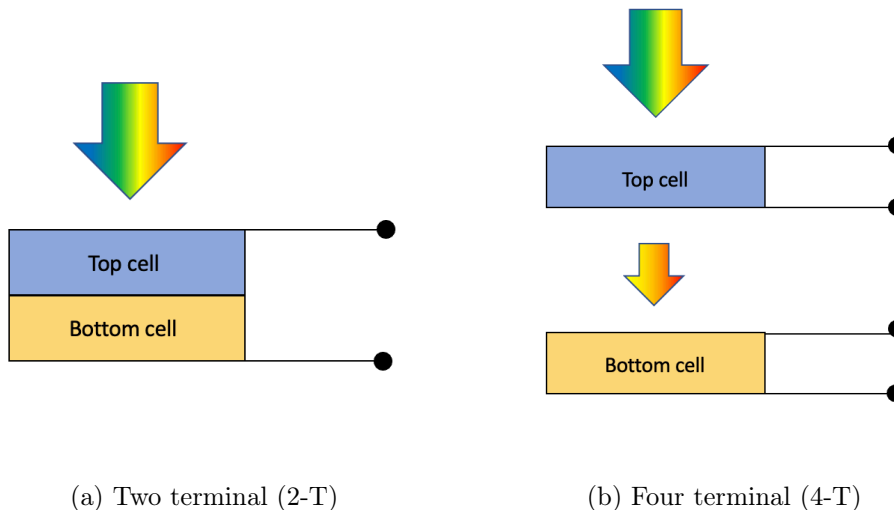 Top cell
Bottom cell
(a) Two terminal (2-T)
Top cell
Bottom cell
(b) Four terminal (4-T)